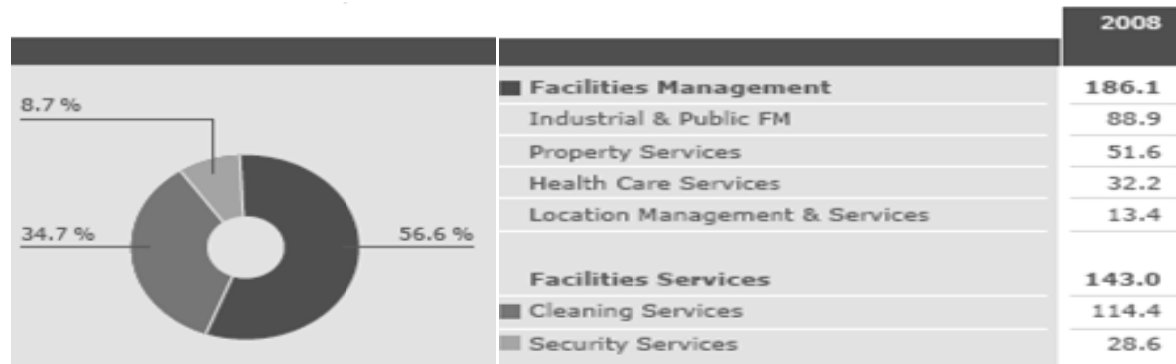 2008
8.7 %
34.7 %
56.6 %
Facilities Management 186.1
Industrial & Public FM 88.9
Property Services 51.6
Health Care Services 32.2
Location Management & Services 13.4
Facilities Services 143.0
Cleaning Services 114.4
Security Services 28.6